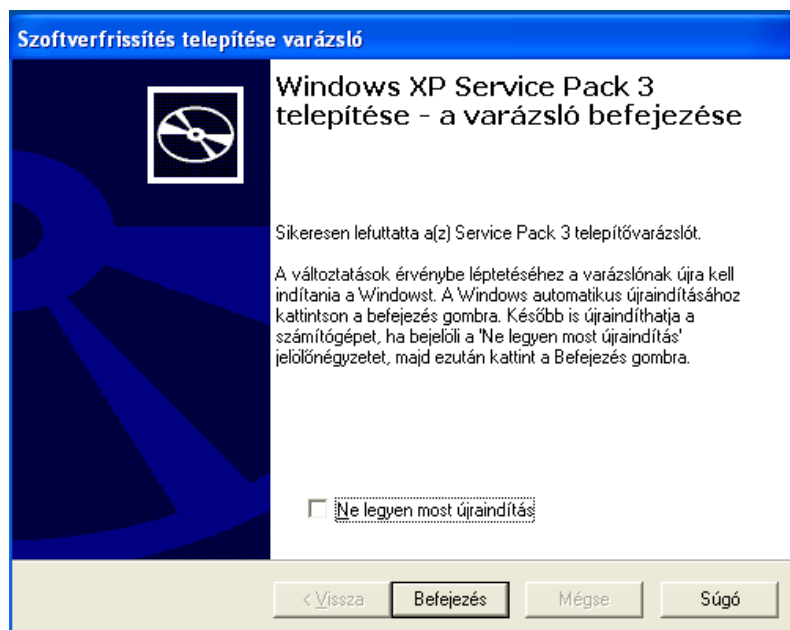 Szoftverfrissítés telepítése varázsló
Windows XP Service Pack 3
telepítése - a varázsló befejezése
Sikeresen lefuttatta a(z) Service Pack 3 telepítővarázslót.
A változtatások érvénybe léptetéséhez a varázslónak újra kell
indítania a Windowst. A Windows automatikus újraindításához
kattintson a befejezés gombra. Később is újraindíthatja a
számítógépet, ha bejelöli a 'Ne legyen most újraindítás'
jelölőnégyzetet, majd ezután kattint a Befejezés gombra.
Ne legyen most újraindítás
< Vissza Befejezés Mégse Súgó